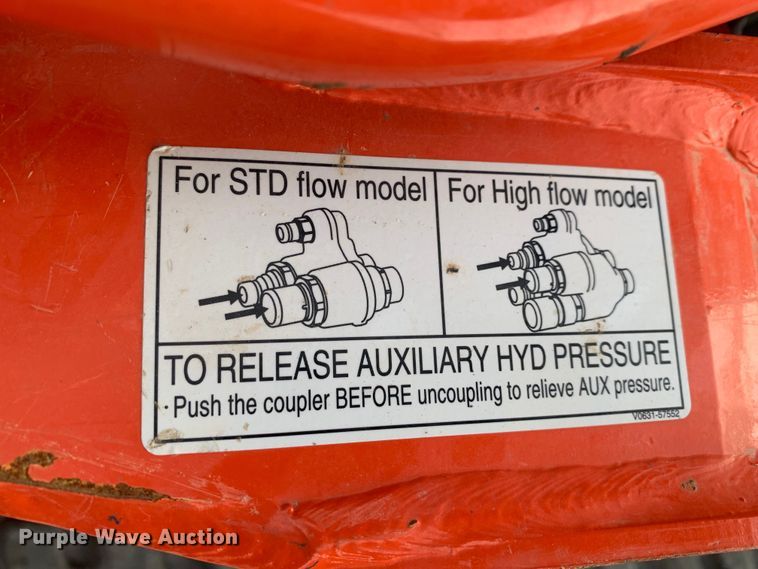 For STD flow model
For High flow model
TO RELEASE AUXILIARY HYD PRESSURE
·Push the coupler BEFORE uncoupling to relieve AUX pressure.
V0631-57552
Purple Wave Auction